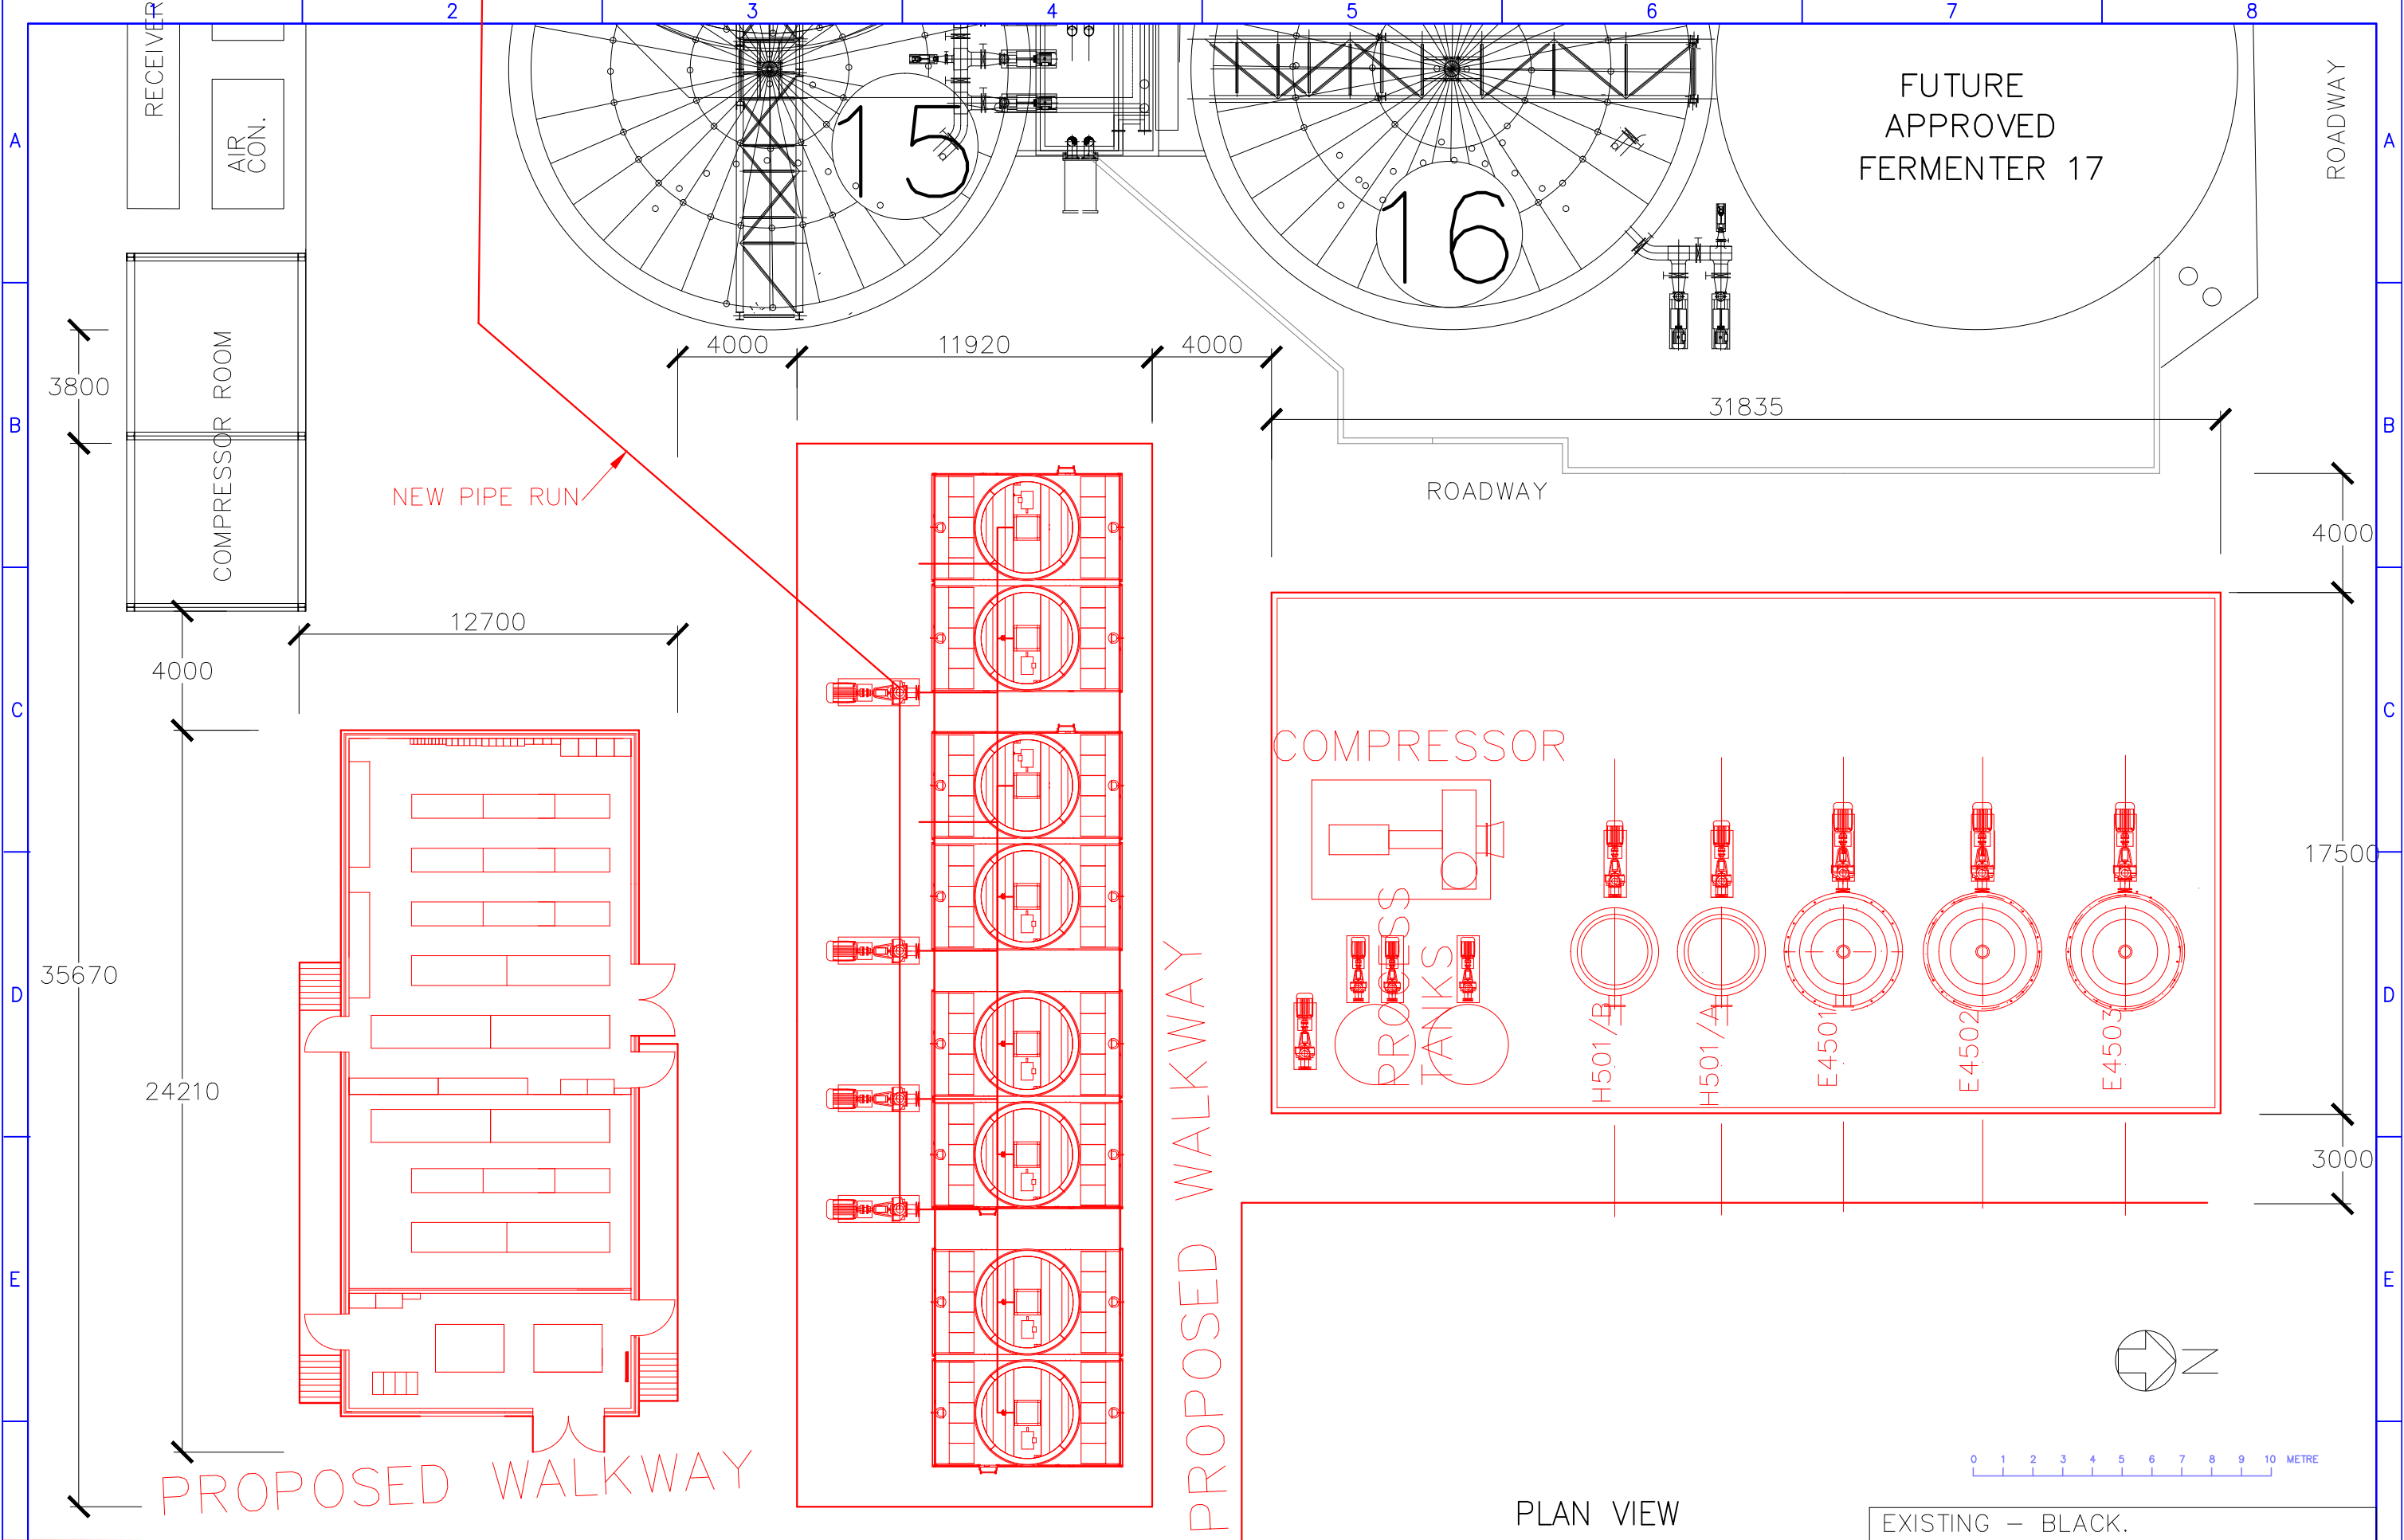 1 2 3 4 5 6 7 8
A
A
B
B
C
C
D
D
E
E
RECEIVER
AIR
CON.
15
16
FUTURE
APPROVED
FERMENTER 17
ROADWAY
COMPRESSOR ROOM
3800
4000
11920
4000
31835
NEW PIPE RUN
ROADWAY
4000
12700
4000
COMPRESSOR
17500
35670
24210
PROCESS
TANKS
H501/B
H501/A
E4501
E4502
E4503
3000
PROPOSED WALKWAY
PROPOSED WALKWAY
N
0 1 2 3 4 5 6 7 8 9 10 METRE
PLAN VIEW
EXISTING – BLACK.